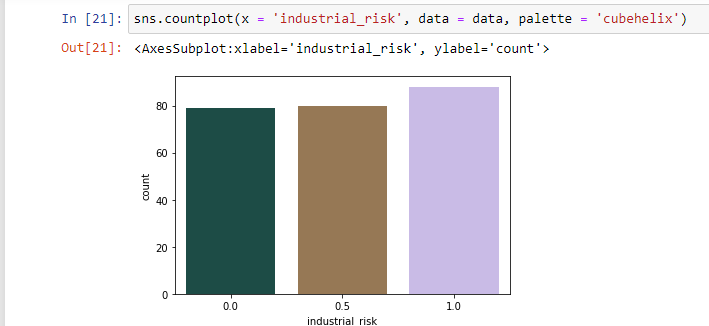 In [21]: sns.countplot(x = 'industrial_risk', data = data, palette = 'cubehelix')
Out[21]: <AxesSubplot:xlabel='industrial_risk', ylabel='count'>
80
60
40
20
0
count
0.0 0.5 1.0
industrial_risk